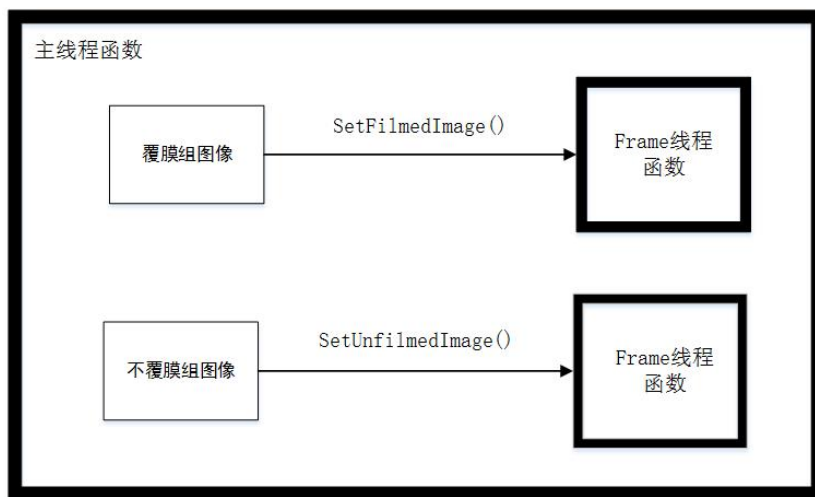 主线程函数
覆膜组图像
SetFilmedImage()
Frame线程
函数
不覆膜组图像
SetUnfilmedImage()
Frame线程
函数